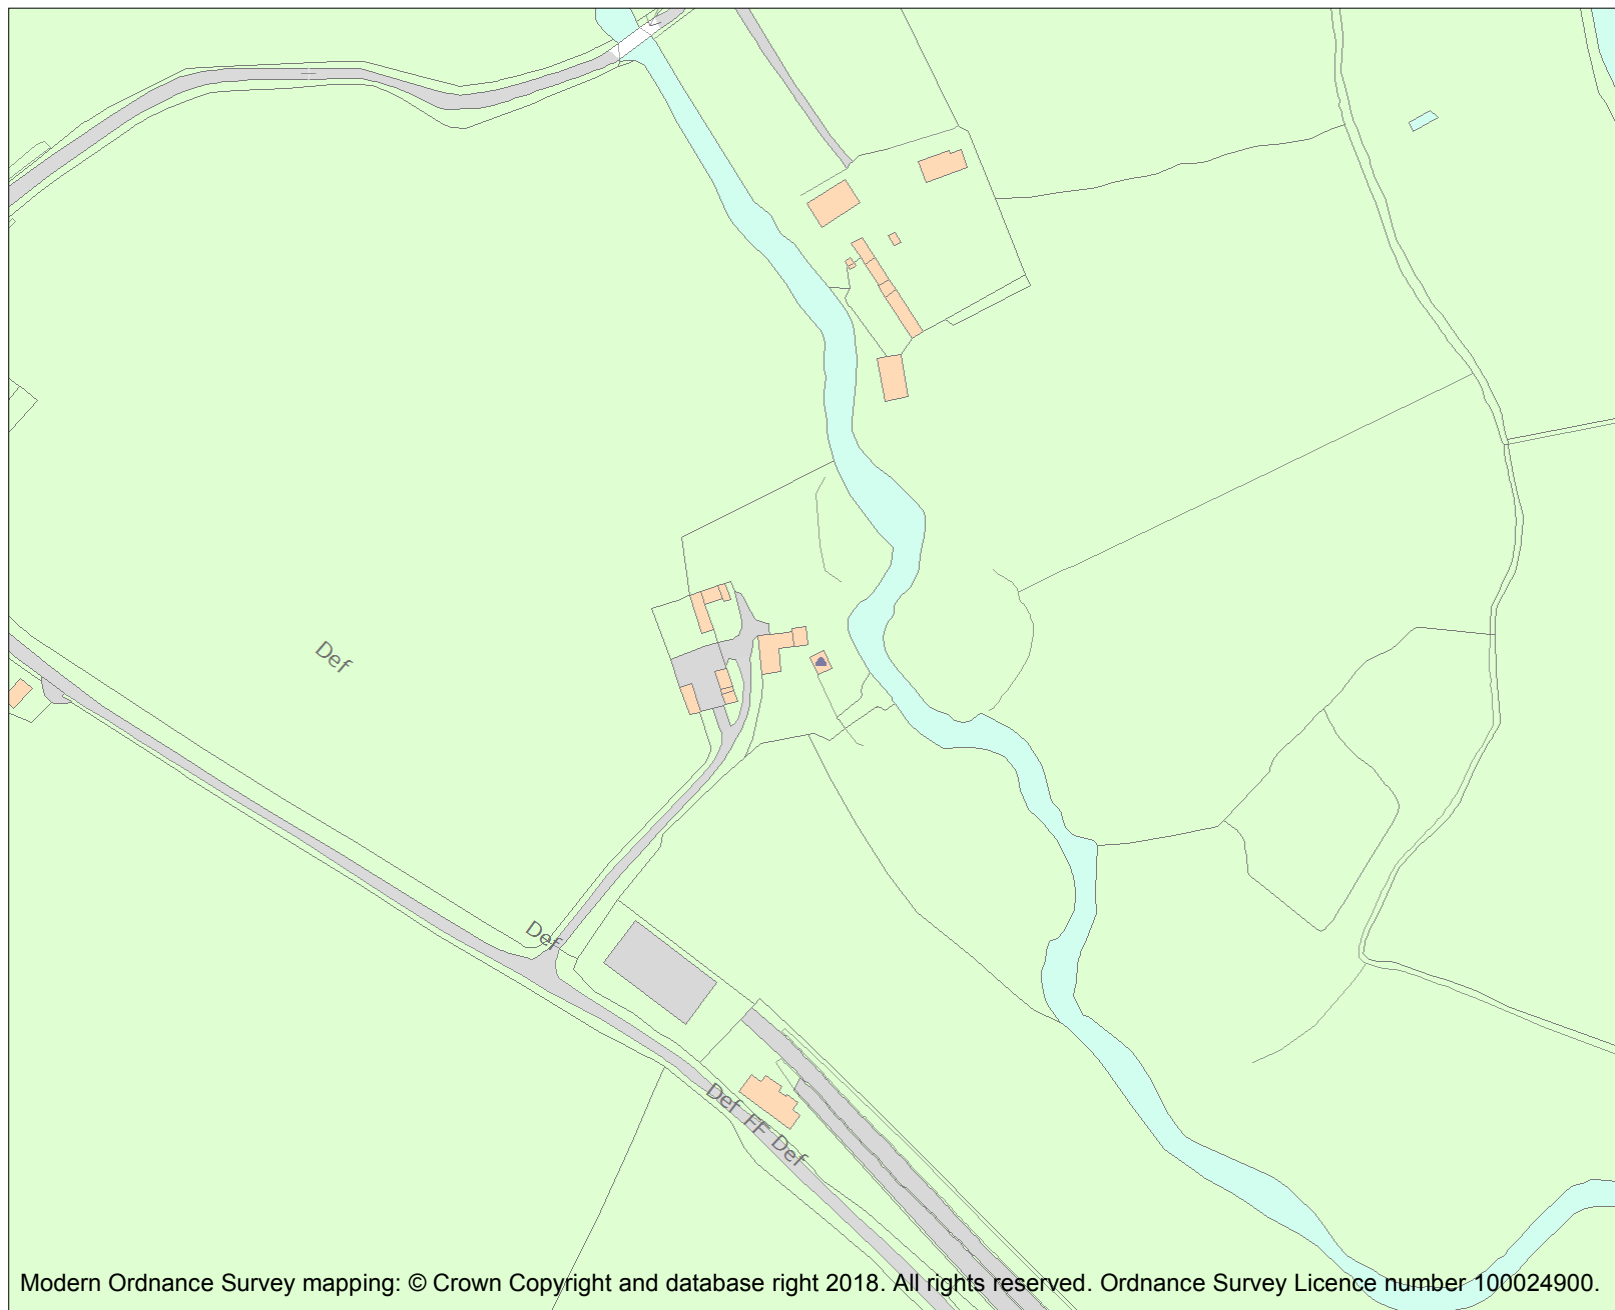 Def
Def
Def FF Def
Modern Ordnance Survey mapping: © Crown Copyright and database right 2018. All rights reserved. Ordnance Survey Licence number 100024900.